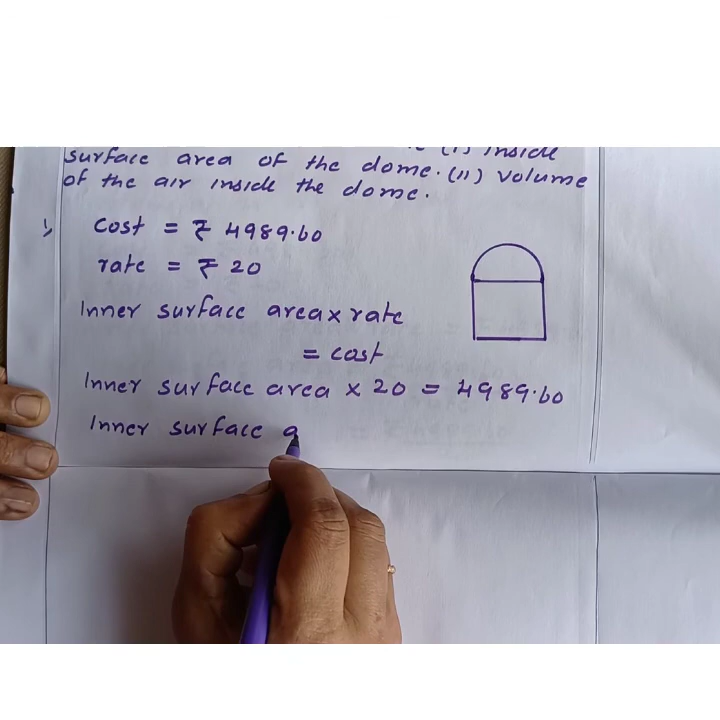 (i) inside
surface area of the dome. (ii) volume
of the air inside the dome.
i, cost = ₹ 4989.60
rate = ₹ 20
Inner surface area x rate
= cost
Inner surface area x 20 = 4989.60
Inner surface a